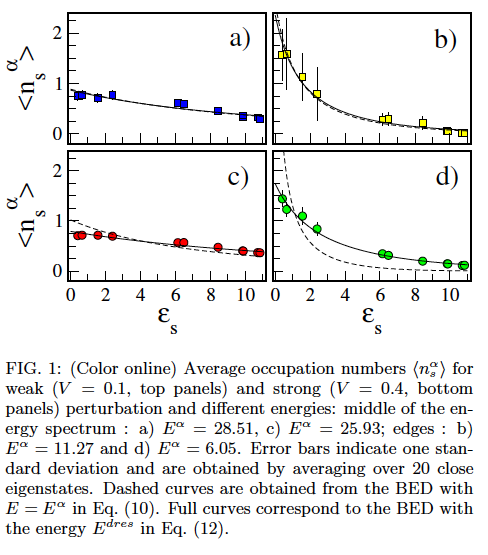 a)
b)
2
1
0
<n_s^α>
c)
d)
2
1
0
<n_s^α>
0 2 4 6 8 10
0 2 4 6 8 10
ε_s
ε_s
FIG. 1: (Color online) Average occupation numbers ⟨n_s^α⟩ for
weak (V = 0.1, top panels) and strong (V = 0.4, bottom
panels) perturbation and different energies: middle of the en-
ergy spectrum : a) E^α = 28.51, c) E^α = 25.93; edges : b)
E^α = 11.27 and d) E^α = 6.05. Error bars indicate one stan-
dard deviation and are obtained by averaging over 20 close
eigenstates. Dashed curves are obtained from the BED with
E = E^α in Eq. (10). Full curves correspond to the BED with
the energy E^dres in Eq. (12).